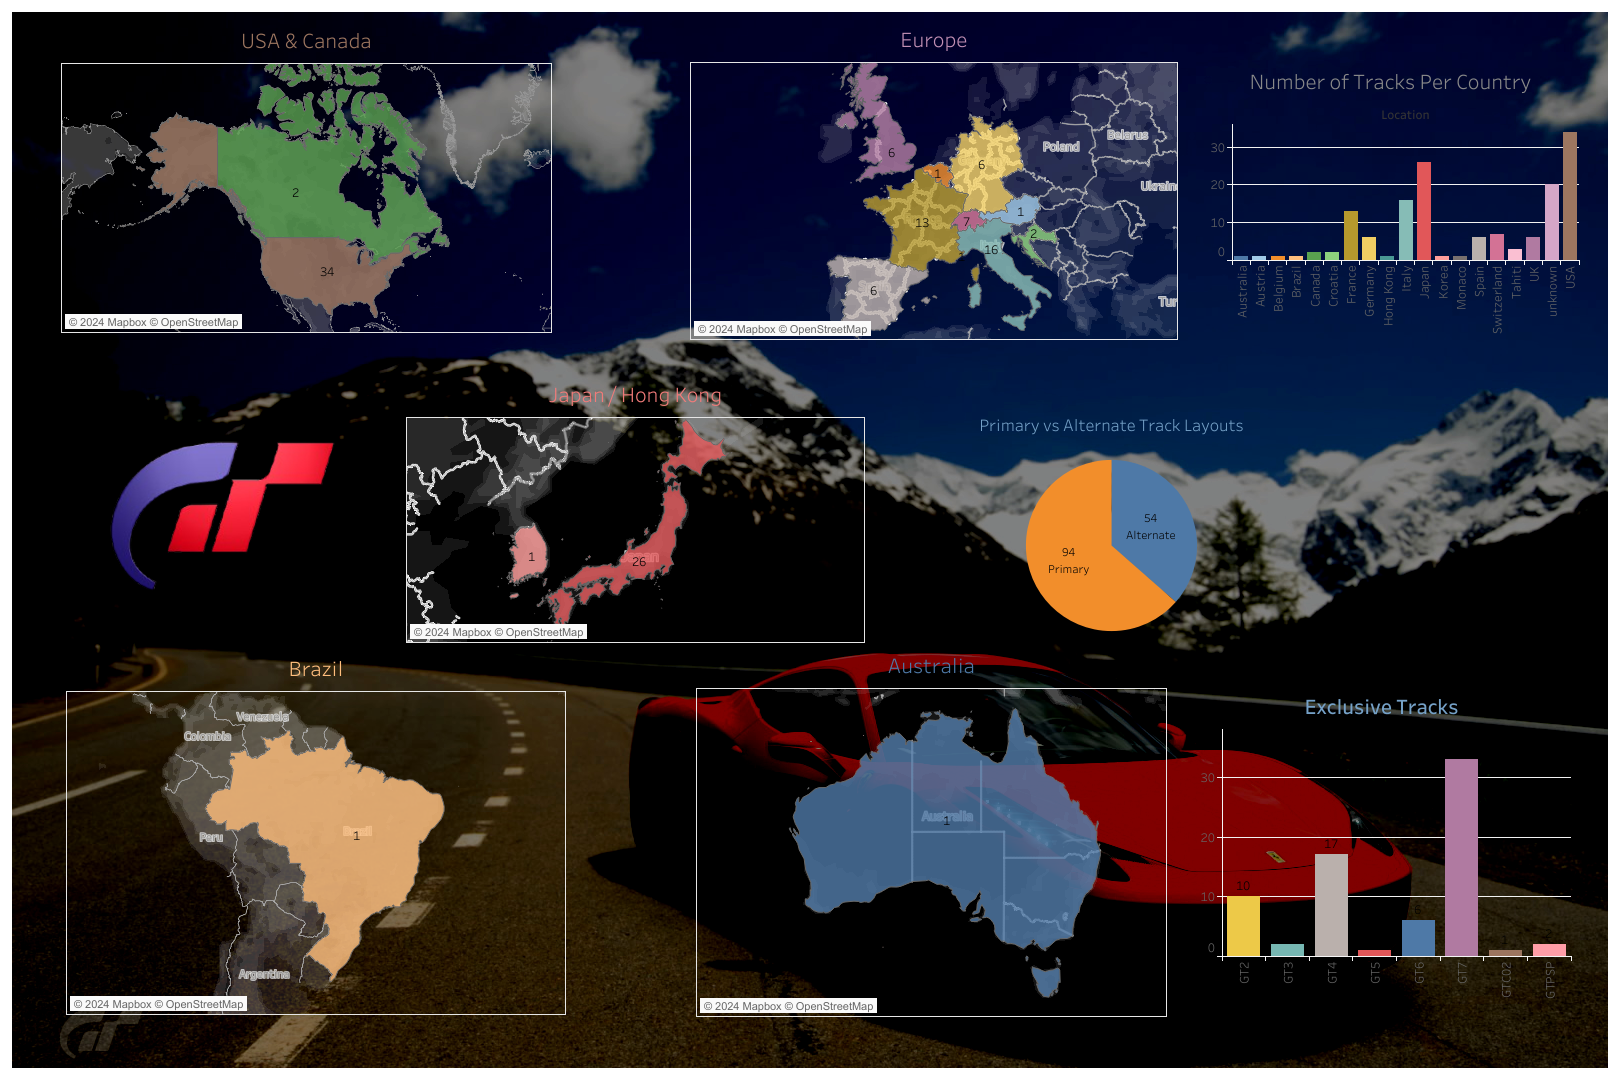 USA & Canada
2
34
© 2024 Mapbox © OpenStreetMap
Europe
Belarus
Poland
Ukrain
6
6
1
13
7
1
2
16
6
Tur
© 2024 Mapbox © OpenStreetMap
Number of Tracks Per Country
Location
30
20
10
0
Australia
Austria
Belgium
Brazil
Canada
Croatia
France
Germany
Hong Kong
Italy
Japan
Korea
Monaco
Spain
Switzerland
Tahiti
UK
unknown
USA
Japan / Hong Kong
1
Japan
26
© 2024 Mapbox © OpenStreetMap
Primary vs Alternate Track Layouts
54
Alternate
94
Primary
Brazil
Venezuela
Colombia
Brazil
1
Peru
Argentina
© 2024 Mapbox © OpenStreetMap
Australia
Australia
1
© 2024 Mapbox © OpenStreetMap
Exclusive Tracks
30
20
10
0
10
17
GT2
GT3
GT4
GT5
GT6
GT7
GTC02
GTPSP